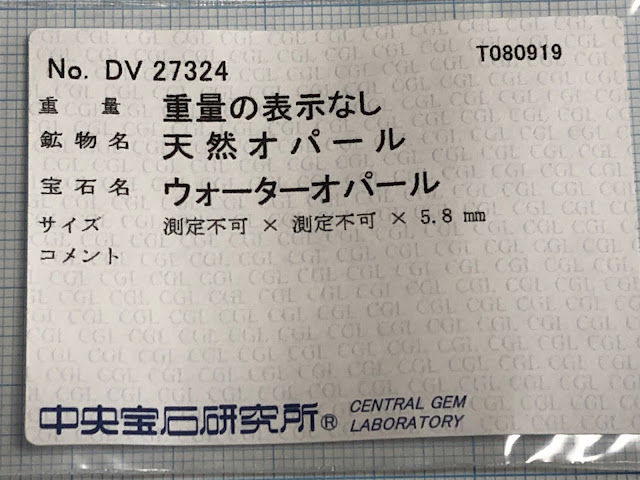 T080919
No. DV 27324
重量 重量の表示なし
鉱物名 天然オパール
宝石名 ウォーターオパール
サイズ 測定不可 × 測定不可 × 5.8 mm
コメント
中央宝石研究所® CENTRAL GEM
LABORATORY